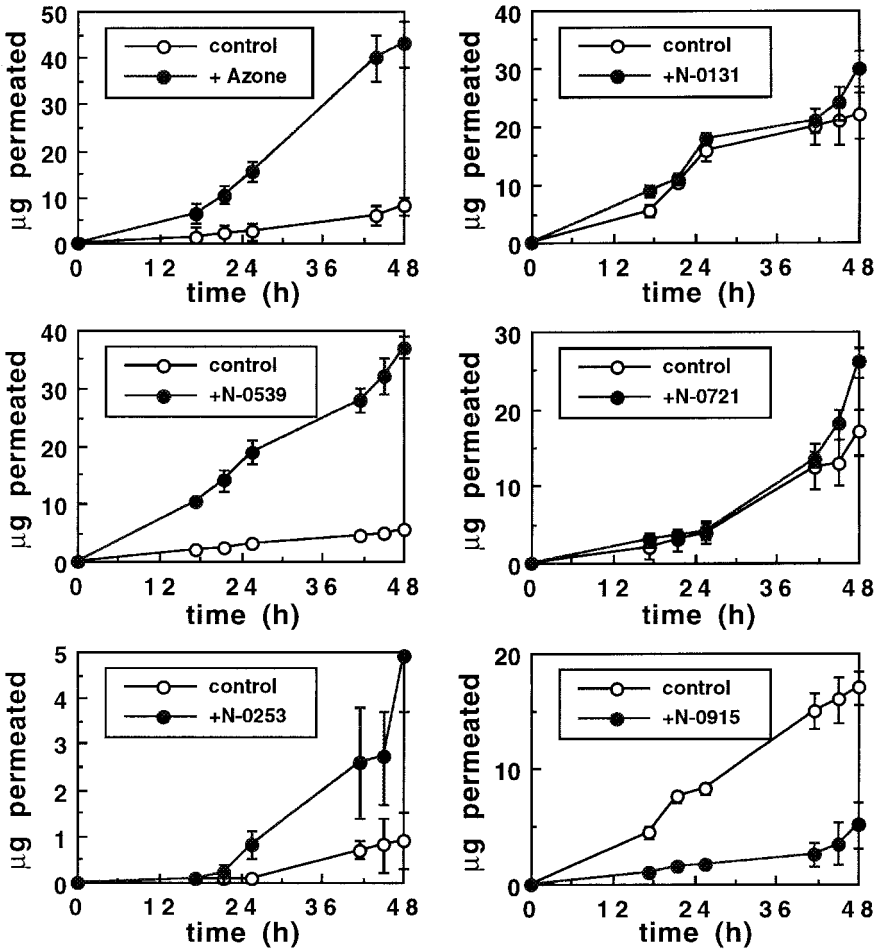 50
40
30
20
10
0
μg permeated
control
+ Azone
0 12 24 36 48
time (h)
40
30
20
10
0
μg permeated
control
+N-0131
0 12 24 36 48
time (h)
40
30
20
10
0
μg permeated
control
+N-0539
0 12 24 36 48
time (h)
30
20
10
0
μg permeated
control
+N-0721
0 12 24 36 48
time (h)
5
4
3
2
1
0
μg permeated
control
+N-0253
0 12 24 36 48
time (h)
20
10
0
μg permeated
control
+N-0915
0 12 24 36 48
time (h)